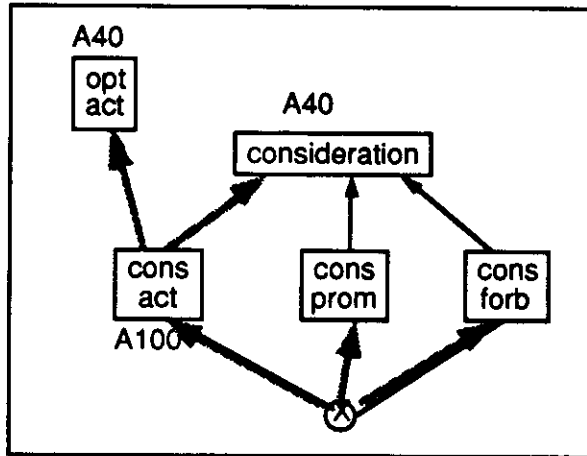 A40
opt
act
A40
consideration
cons
act
cons
prom
cons
forb
A100
X